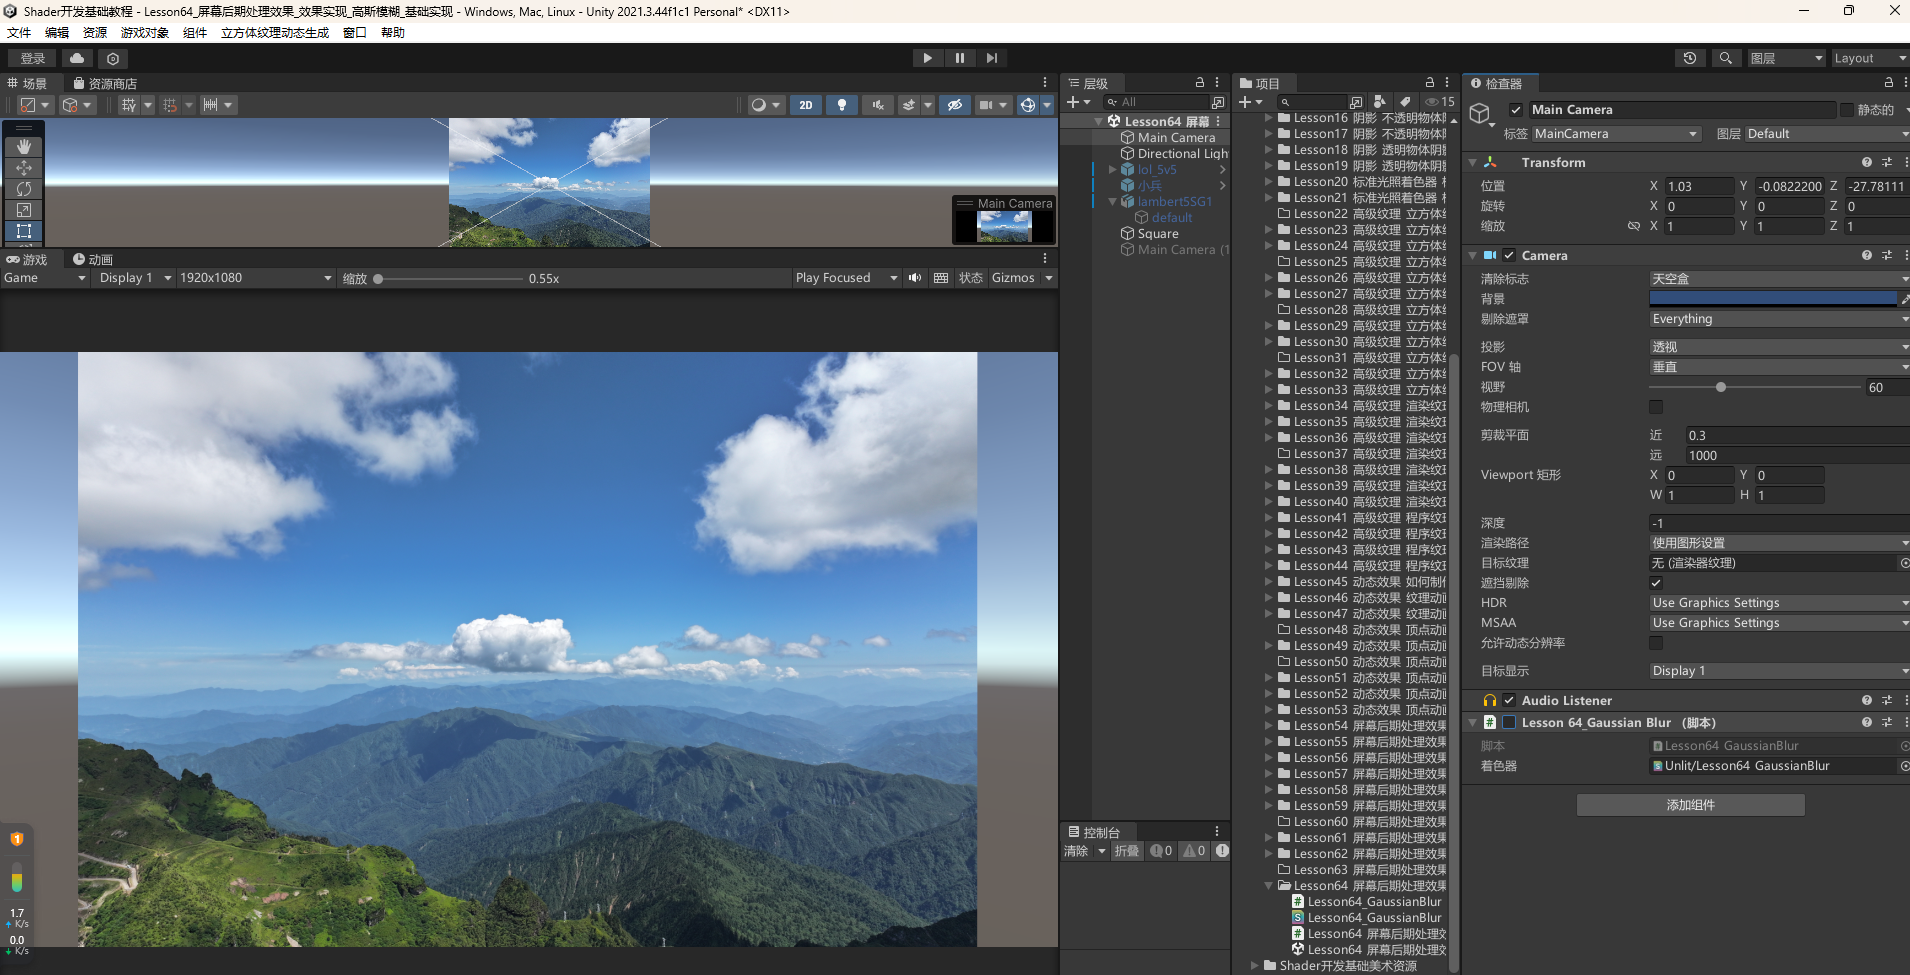 Shader开发基础教程 - Lesson64_屏幕后期处理效果_效果实现_高斯模糊_基础实现 - Windows, Mac, Linux - Unity 2021.3.44f1c1 Personal* <DX11>
文件 编辑 资源 游戏对象 组件 立方体纹理动态生成 窗口 帮助
登录
图层 Layout
场景 资源商店
2D
Main Camera
游戏 动画
Game Display 1 1920x1080 缩放 0.55x Play Focused 状态 Gizmos
1
1.7
K/s
0.0
K/s
层级
All
Lesson64 屏幕
Main Camera
Directional Ligh
lol_5v5
小兵
lambert5SG1
default
Square
Main Camera (1
控制台
清除 折叠 0 0
项目
15
Lesson16 阴影 不透明物体
Lesson17 阴影 不透明物体
Lesson18 阴影 透明物体阴
Lesson19 阴影 透明物体阴
Lesson20 标准光照着色器
Lesson21 标准光照着色器
Lesson22 高级纹理 立方体
Lesson23 高级纹理 立方体
Lesson24 高级纹理 立方体
Lesson25 高级纹理 立方体
Lesson26 高级纹理 立方体
Lesson27 高级纹理 立方体
Lesson28 高级纹理 立方体
Lesson29 高级纹理 立方体
Lesson30 高级纹理 立方体
Lesson31 高级纹理 立方体
Lesson32 高级纹理 立方体
Lesson33 高级纹理 立方体
Lesson34 高级纹理 渲染纹
Lesson35 高级纹理 渲染纹
Lesson36 高级纹理 渲染纹
Lesson37 高级纹理 渲染纹
Lesson38 高级纹理 渲染纹
Lesson39 高级纹理 渲染纹
Lesson40 高级纹理 渲染纹
Lesson41 高级纹理 程序纹
Lesson42 高级纹理 程序纹
Lesson43 高级纹理 程序纹
Lesson44 高级纹理 程序纹
Lesson45 动态效果 如何制
Lesson46 动态效果 纹理动
Lesson47 动态效果 纹理动
Lesson48 动态效果 顶点动
Lesson49 动态效果 顶点动
Lesson50 动态效果 顶点动
Lesson51 动态效果 顶点动
Lesson52 动态效果 顶点动
Lesson53 动态效果 顶点动
Lesson54 屏幕后期处理效果
Lesson55 屏幕后期处理效果
Lesson56 屏幕后期处理效果
Lesson57 屏幕后期处理效果
Lesson58 屏幕后期处理效果
Lesson59 屏幕后期处理效果
Lesson60 屏幕后期处理效果
Lesson61 屏幕后期处理效果
Lesson62 屏幕后期处理效果
Lesson63 屏幕后期处理效果
Lesson64 屏幕后期处理效果
Lesson64_GaussianBlur
Lesson64_GaussianBlur
Lesson64 屏幕后期处理效
Lesson64 屏幕后期处理效
Shader开发基础美术资源
检查器
Main Camera 静态的
标签 MainCamera 图层 Default
Transform
位置 X 1.03 Y -0.0822200 Z -27.78111
旋转 X 0 Y 0 Z 0
缩放 X 1 Y 1 Z 1
Camera
清除标志 天空盒
背景
剔除遮罩 Everything
投影 透视
FOV 轴 垂直
视野 60
物理相机
剪裁平面 近 0.3
远 1000
Viewport 矩形 X 0 Y 0
W 1 H 1
深度 -1
渲染路径 使用图形设置
目标纹理 无 (渲染器纹理)
遮挡剔除
HDR Use Graphics Settings
MSAA Use Graphics Settings
允许动态分辨率
目标显示 Display 1
Audio Listener
Lesson 64_Gaussian Blur （脚本）
脚本 Lesson64 GaussianBlur
着色器 Unlit/Lesson64 GaussianBlur
添加组件